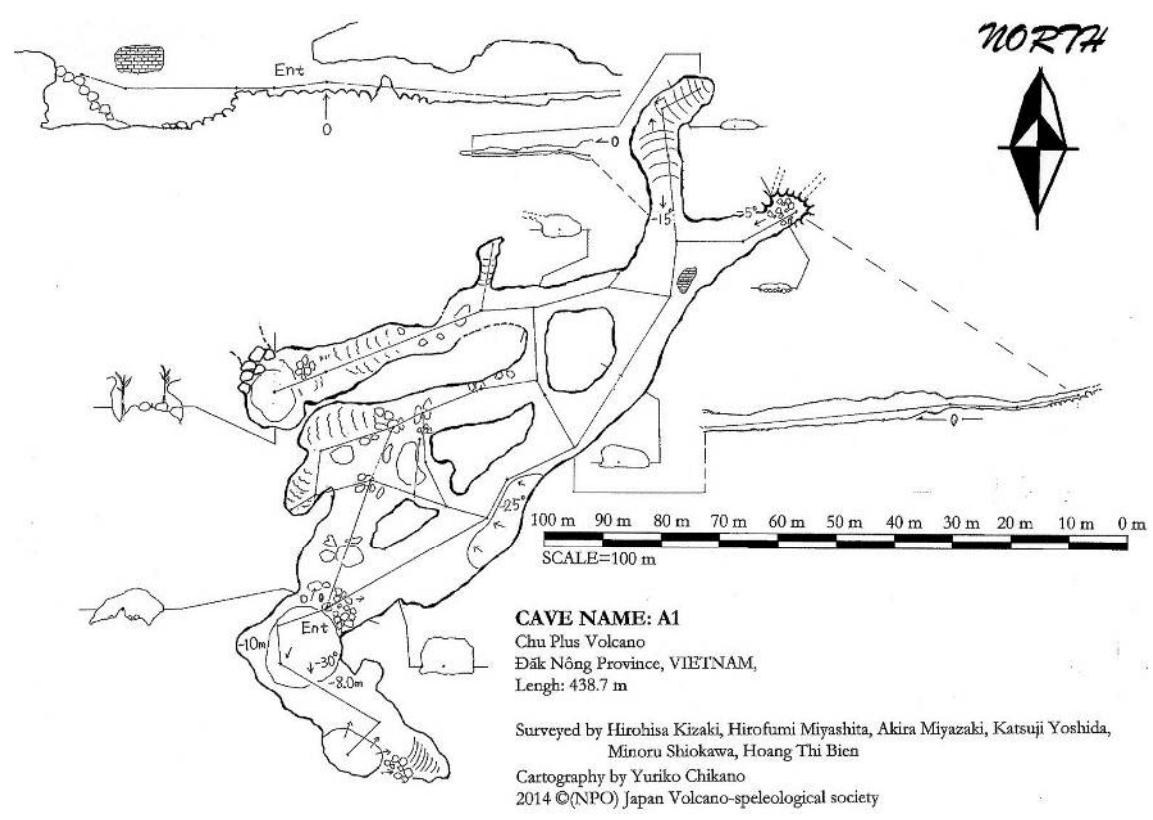 NORTH
Ent
0
0
-15°
-5°
-25°
0
100 m 90 m 80 m 70 m 60 m 50 m 40 m 30 m 20 m 10 m 0 m
SCALE=100 m
Ent
-10m
-30°
-8.0m
CAVE NAME: A1
Chu Plus Volcano
Đăk Nông Province, VIETNAM,
Lengh: 438.7 m
Surveyed by Hirohisa Kizaki, Hirofumi Miyashita, Akira Miyazaki, Katsuji Yoshida,
Minoru Shiokawa, Hoang Thi Bien
Cartography by Yuriko Chikano
2014 ©(NPO) Japan Volcano-speleological society